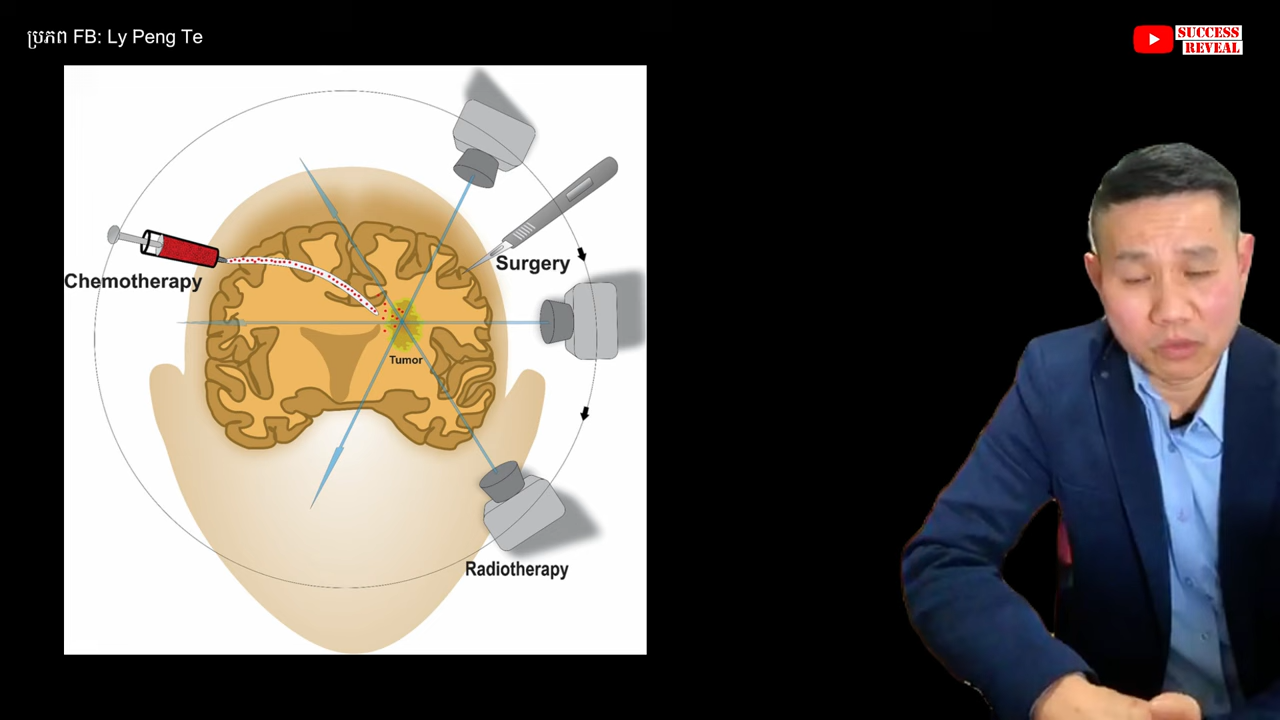 ប្រភព FB: Ly Peng Te
SUCCESS
REVEAL
Chemotherapy
Surgery
Tumor
Radiotherapy